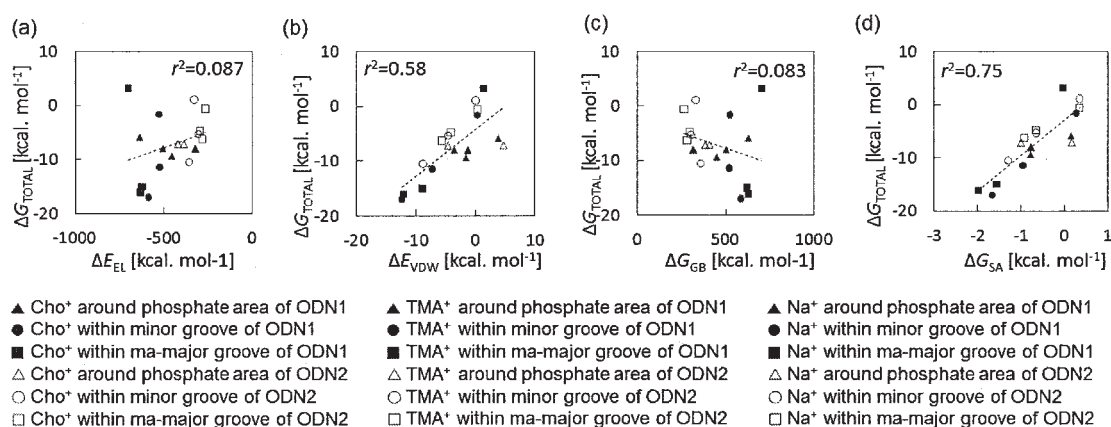 (a)
(b)
(c)
(d)
r²=0.087
r²=0.58
r²=0.083
r²=0.75
10
0
-10
-20
ΔG_TOTAL [kcal. mol⁻¹]
-1000
-500
0
ΔE_EL [kcal. mol-1]
10
0
-10
-20
ΔG_TOTAL [kcal. mol⁻¹]
-20
-10
0
10
ΔE_VDW [kcal. mol⁻¹]
10
0
-10
-20
ΔG_TOTAL [kcal. mol⁻¹]
0
500
1000
ΔG_GB [kcal. mol-1]
10
0
-10
-20
ΔG_TOTAL [kcal. mol⁻¹]
-3
-2
-1
0
1
ΔG_SA [kcal. mol⁻¹]
▲ Cho⁺ around phosphate area of ODN1
● Cho⁺ within minor groove of ODN1
■ Cho⁺ within ma-major groove of ODN1
△ Cho⁺ around phosphate area of ODN2
○ Cho⁺ within minor groove of ODN2
□ Cho⁺ within ma-major groove of ODN2
▲ TMA⁺ around phosphate area of ODN1
● TMA⁺ within minor groove of ODN1
■ TMA⁺ within ma-major groove of ODN1
△ TMA⁺ around phosphate area of ODN2
○ TMA⁺ within minor groove of ODN2
□ TMA⁺ within ma-major groove of ODN2
▲ Na⁺ around phosphate area of ODN1
● Na⁺ within minor groove of ODN1
■ Na⁺ within ma-major groove of ODN1
△ Na⁺ around phosphate area of ODN2
○ Na⁺ within minor groove of ODN2
□ Na⁺ within ma-major groove of ODN2